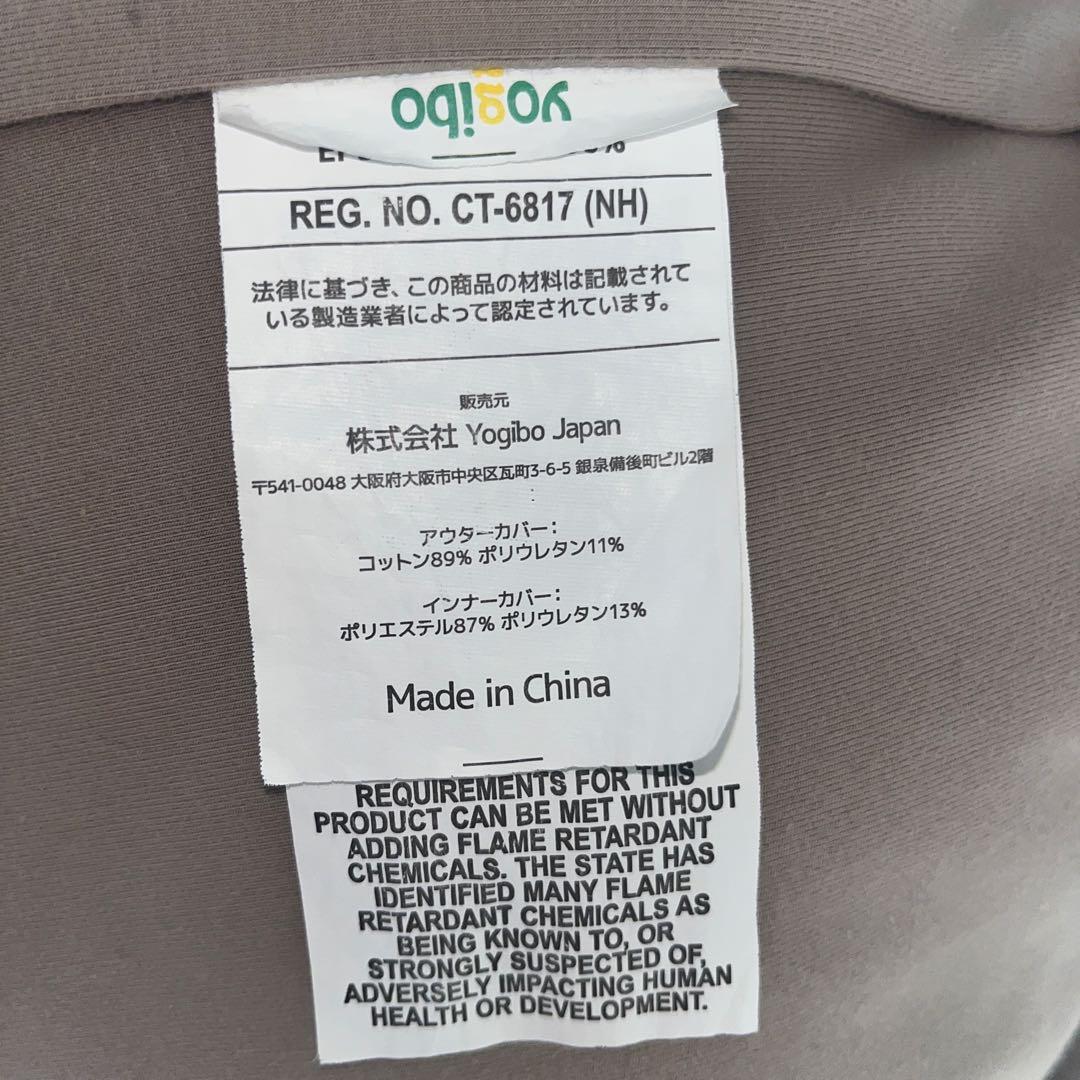 yogibo
REG. NO. CT-6817 (NH)
法律に基づき、この商品の材料は記載されて
いる製造業者によって認定されています。
販売元
株式会社 Yogibo Japan
〒541-0048 大阪府大阪市中央区瓦町3-6-5 銀泉備後町ビル2階
アウターカバー：
コットン89% ポリウレタン11%
インナーカバー：
ポリエステル87% ポリウレタン13%
Made in China
REQUIREMENTS FOR THIS
PRODUCT CAN BE MET WITHOUT
ADDING FLAME RETARDANT
CHEMICALS. THE STATE HAS
IDENTIFIED MANY FLAME
RETARDANT CHEMICALS AS
BEING KNOWN TO, OR
STRONGLY SUSPECTED OF,
ADVERSELY IMPACTING HUMAN
HEALTH OR DEVELOPMENT.